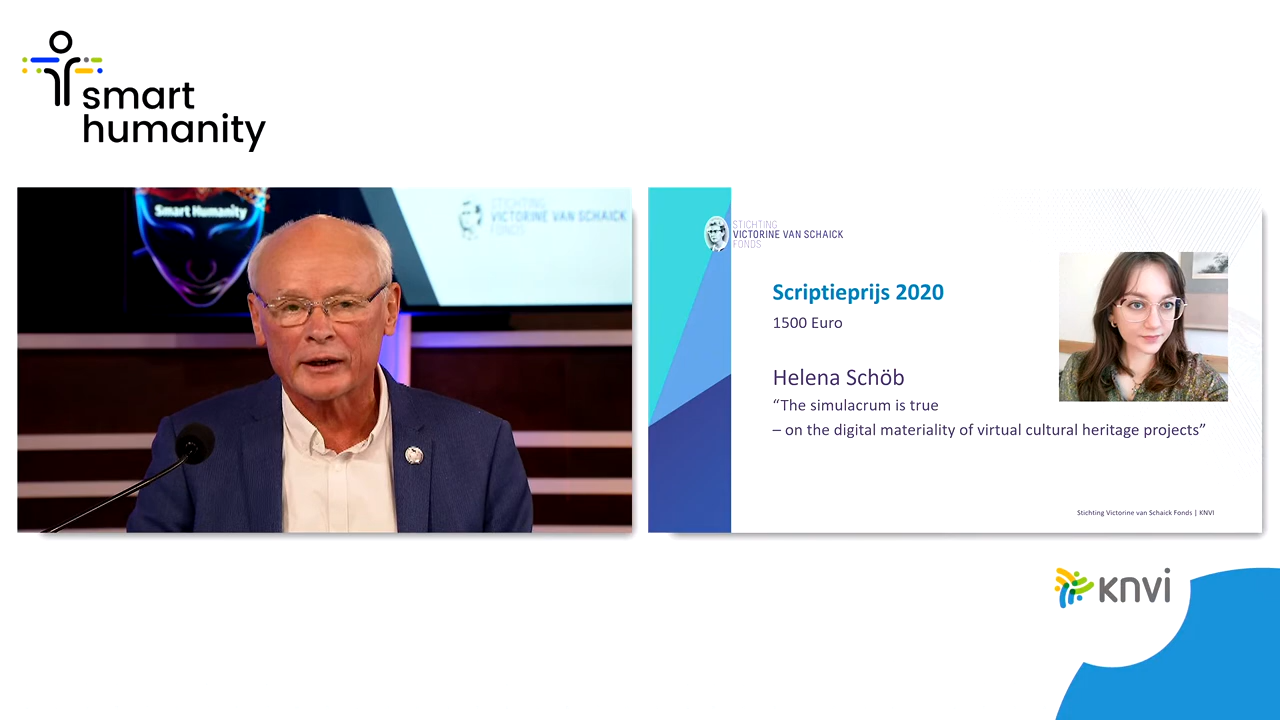 smart
humanity
Smart Humanity
STICHTING
VICTORINE VAN SCHAICK
FONDS
STICHTING
VICTORINE VAN SCHAICK
FONDS
Scriptieprijs 2020
1500 Euro
Helena Schöb
“The simulacrum is true
– on the digital materiality of virtual cultural heritage projects”
Stichting Victorine van Schaick Fonds | KNVI
knvi